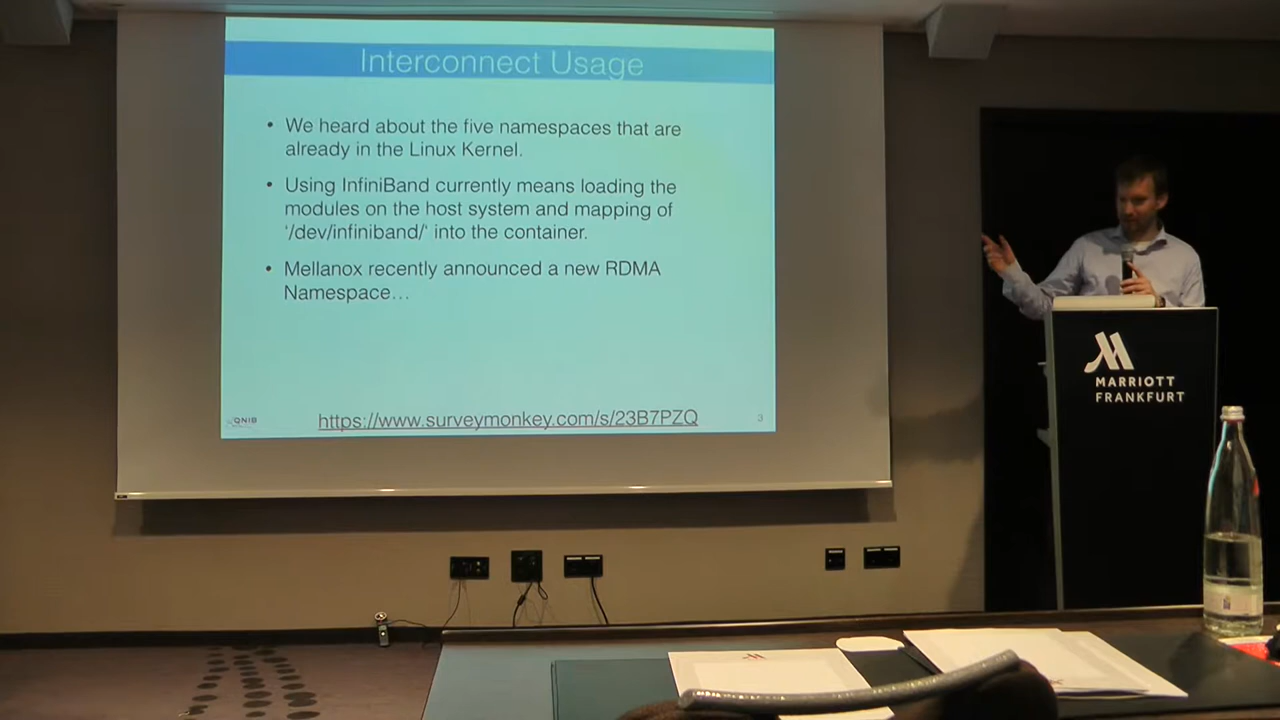 Interconnect Usage
• We heard about the five namespaces that are
already in the Linux Kernel.
• Using InfiniBand currently means loading the
modules on the host system and mapping of
‘/dev/infiniband/‘ into the container.
• Mellanox recently announced a new RDMA
Namespace…
QNIB
https://www.surveymonkey.com/s/23B7PZQ
3
MARRIOTT
FRANKFURT